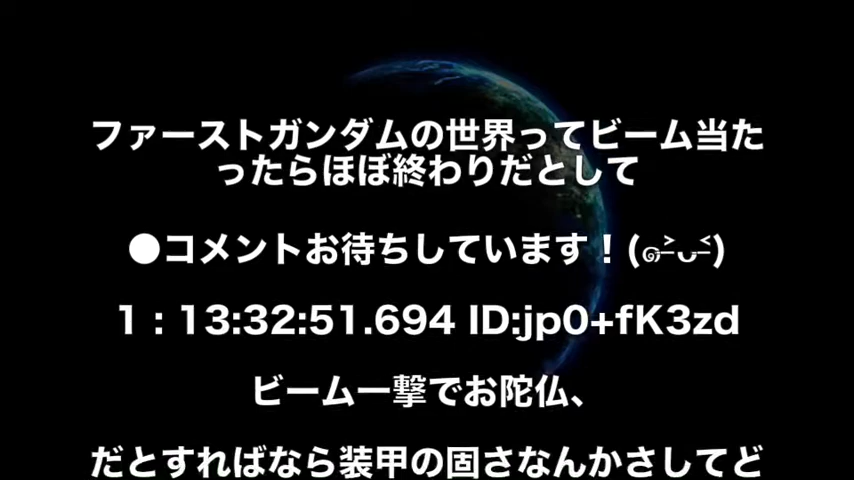 ファーストガンダムの世界ってビーム当た
ったらほぼ終わりだとして
●コメントお待ちしています！(๑˃̵ᴗ˂̵)
1：13:32:51.694 ID:jp0+fK3zd
ビーム一撃でお陀仏、
だとすればなら装甲の固さなんかさしてど